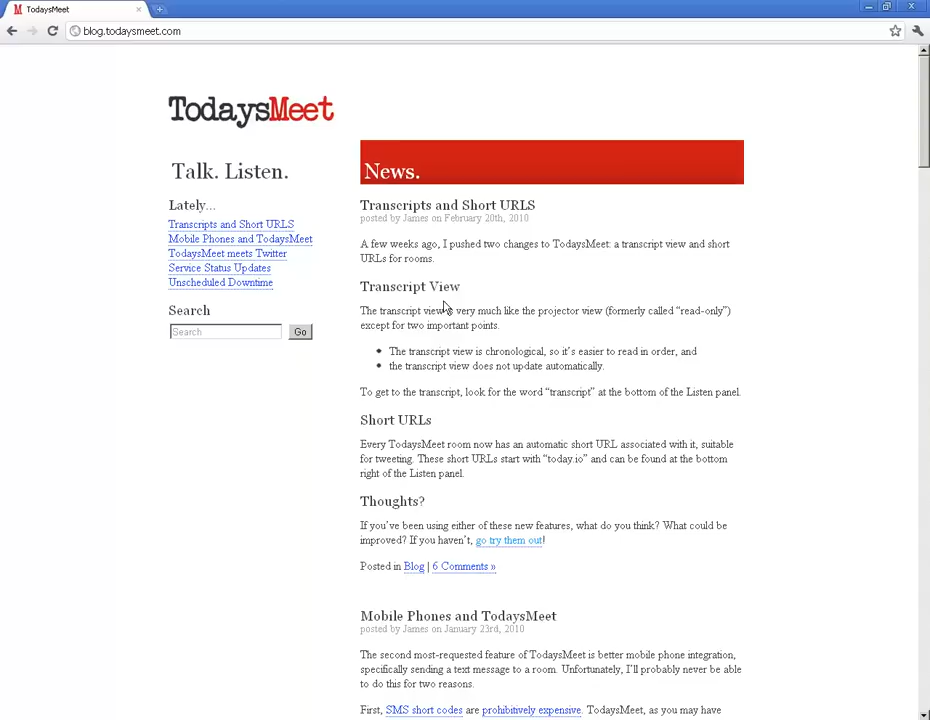 TodaysMeet
blog.todaysmeet.com
TodaysMeet
Talk. Listen.
Lately...
Transcripts and Short URLS
Mobile Phones and TodaysMeet
TodaysMeet meets Twitter
Service Status Updates
Unscheduled Downtime
Search
Search
Go
News.
Transcripts and Short URLS
posted by James on February 20th, 2010
A few weeks ago, I pushed two changes to TodaysMeet: a transcript view and short
URLs for rooms.
Transcript View
The transcript view is very much like the projector view (formerly called “read-only”)
except for two important points.
The transcript view is chronological, so it’s easier to read in order, and
the transcript view does not update automatically.
To get to the transcript, look for the word “transcript” at the bottom of the Listen panel.
Short URLs
Every TodaysMeet room now has an automatic short URL associated with it, suitable
for tweeting. These short URLs start with “today.io” and can be found at the bottom
right of the Listen panel.
Thoughts?
If you’ve been using either of these new features, what do you think? What could be
improved? If you haven’t, go try them out!
Posted in Blog | 6 Comments »
Mobile Phones and TodaysMeet
posted by James on January 23rd, 2010
The second most-requested feature of TodaysMeet is better mobile phone integration,
specifically sending a text message to a room. Unfortunately, I’ll probably never be able
to do this for two reasons.
First, SMS short codes are prohibitively expensive. TodaysMeet, as you may have